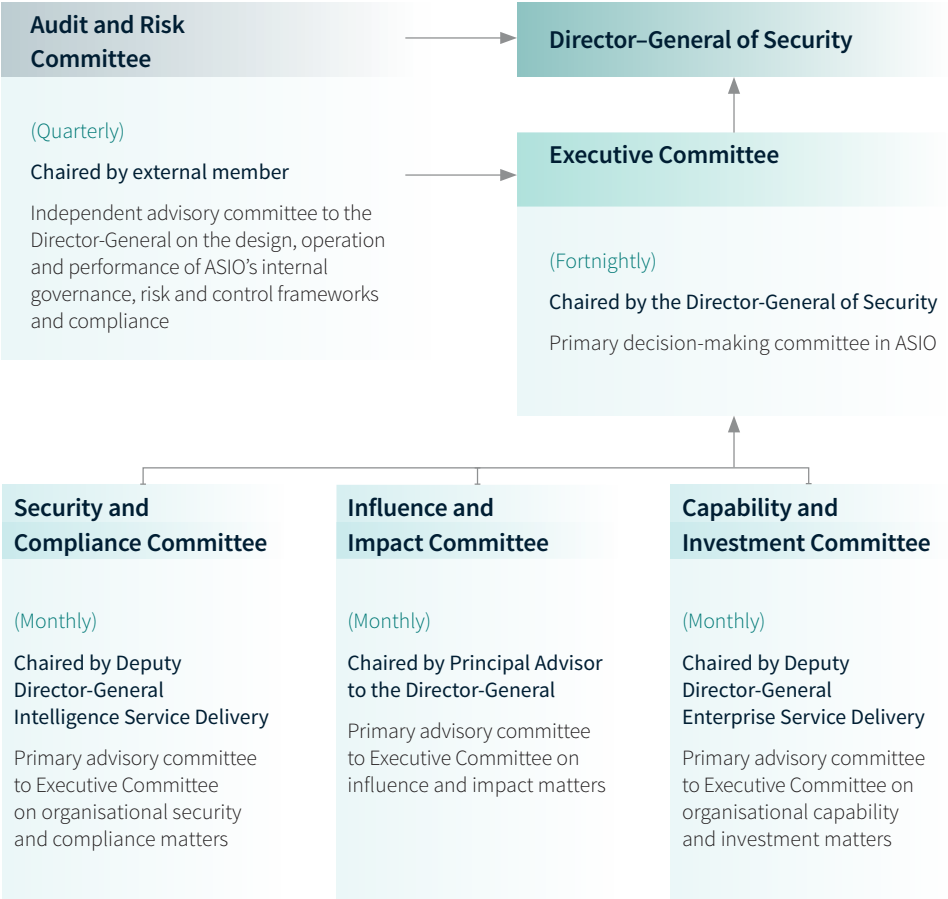 Audit and Risk
Committee
(Quarterly)
Chaired by external member
Independent advisory committee to the
Director-General on the design, operation
and performance of ASIO’s internal
governance, risk and control frameworks
and compliance
Director–General of Security
Executive Committee
(Fortnightly)
Chaired by the Director-General of Security
Primary decision-making committee in ASIO
Security and
Compliance Committee
(Monthly)
Chaired by Deputy
Director-General
Intelligence Service Delivery
Primary advisory committee
to Executive Committee
on organisational security
and compliance matters
Influence and
Impact Committee
(Monthly)
Chaired by Principal Advisor
to the Director-General
Primary advisory committee
to Executive Committee on
influence and impact matters
Capability and
Investment Committee
(Monthly)
Chaired by Deputy
Director-General
Enterprise Service Delivery
Primary advisory committee
to Executive Committee on
organisational capability
and investment matters